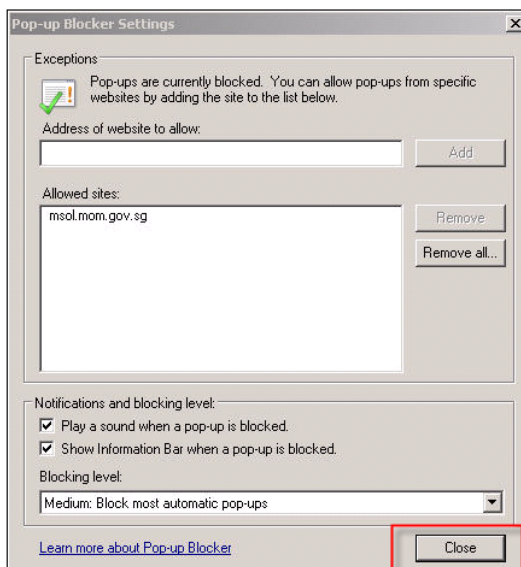 Pop-up Blocker Settings
Exceptions
Pop-ups are currently blocked. You can allow pop-ups from specific
websites by adding the site to the list below.
Address of website to allow:
Add
Allowed sites:
msol.mom.gov.sg
Remove
Remove all...
Notifications and blocking level:
Play a sound when a pop-up is blocked.
Show Information Bar when a pop-up is blocked.
Blocking level:
Medium: Block most automatic pop-ups
Learn more about Pop-up Blocker
Close